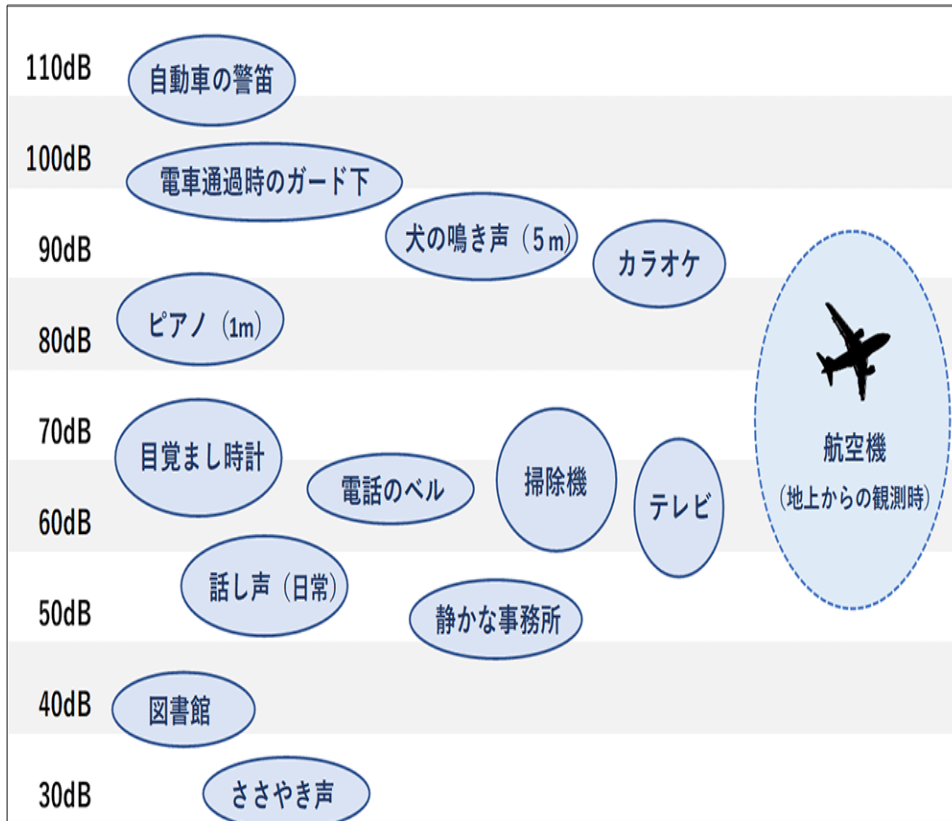 110dB
自動車の警笛
100dB
電車通過時のガード下
犬の鳴き声（5m）
90dB
カラオケ
ピアノ（1m）
80dB
70dB
目覚まし時計
電話のベル
掃除機
テレビ
航空機
（地上からの観測時）
60dB
話し声（日常）
50dB
静かな事務所
40dB
図書館
30dB
ささやき声